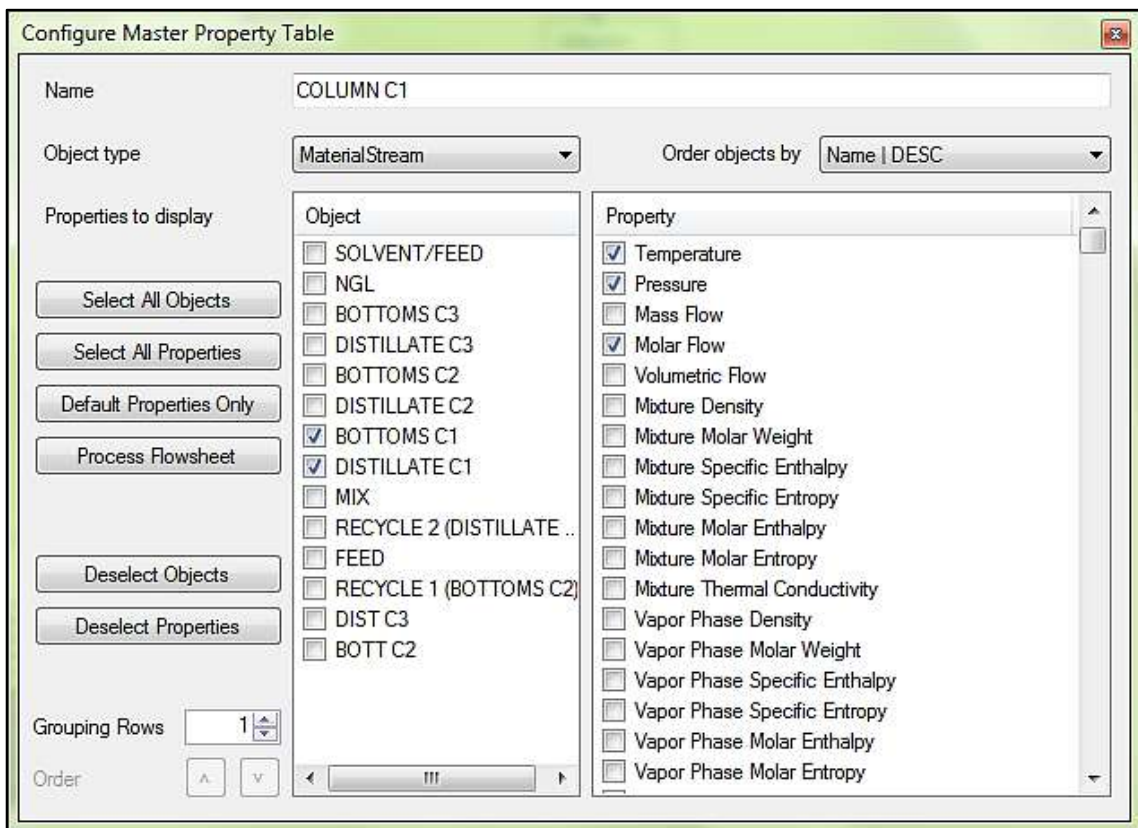 Configure Master Property Table
Name
COLUMN C1
Object type
MaterialStream
Order objects by
Name | DESC
Properties to display
Select All Objects
Select All Properties
Default Properties Only
Process Flowsheet
Deselect Objects
Deselect Properties
Grouping Rows
1
Order
Object
SOLVENT/FEED
NGL
BOTTOMS C3
DISTILLATE C3
BOTTOMS C2
DISTILLATE C2
BOTTOMS C1
DISTILLATE C1
MIX
RECYCLE 2 (DISTILLATE ..
FEED
RECYCLE 1 (BOTTOMS C2)
DIST C3
BOTT C2
Property
Temperature
Pressure
Mass Flow
Molar Flow
Volumetric Flow
Mixture Density
Mixture Molar Weight
Mixture Specific Enthalpy
Mixture Specific Entropy
Mixture Molar Enthalpy
Mixture Molar Entropy
Mixture Thermal Conductivity
Vapor Phase Density
Vapor Phase Molar Weight
Vapor Phase Specific Enthalpy
Vapor Phase Specific Entropy
Vapor Phase Molar Enthalpy
Vapor Phase Molar Entropy